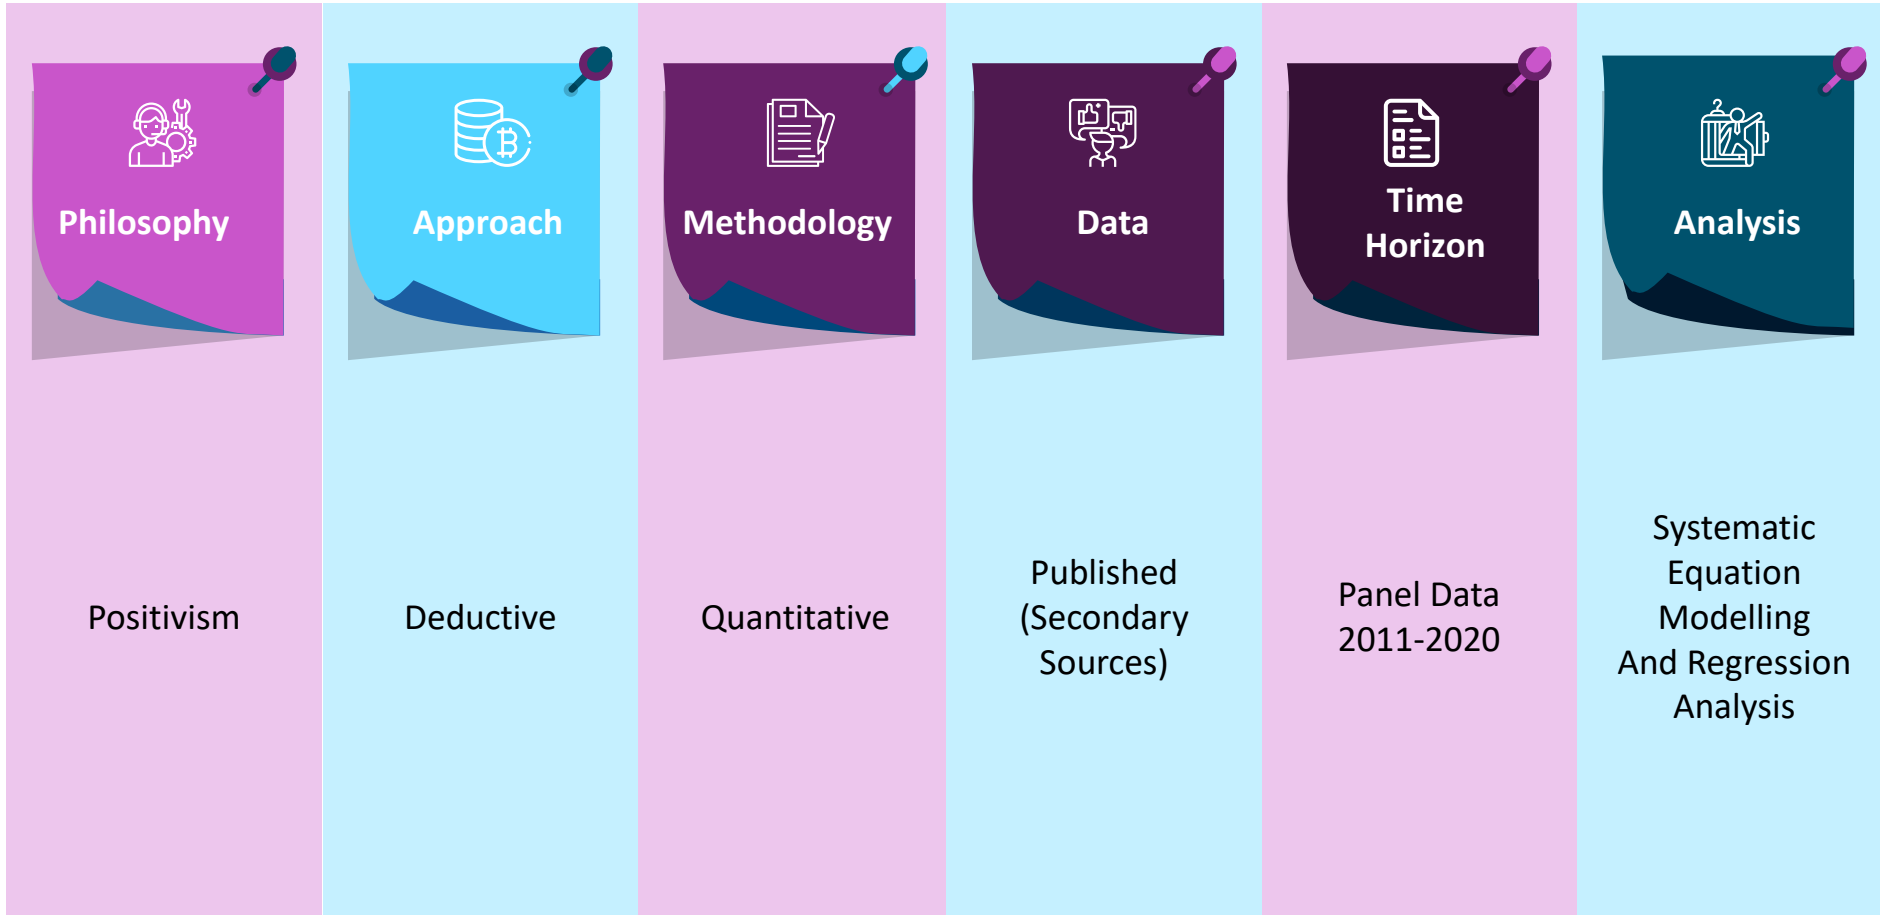 Philosophy
Approach
Methodology
Data
Time
Horizon
Analysis
Positivism
Deductive
Quantitative
Published
(Secondary
Sources)
Panel Data
2011-2020
Systematic
Equation
Modelling
And Regression
Analysis